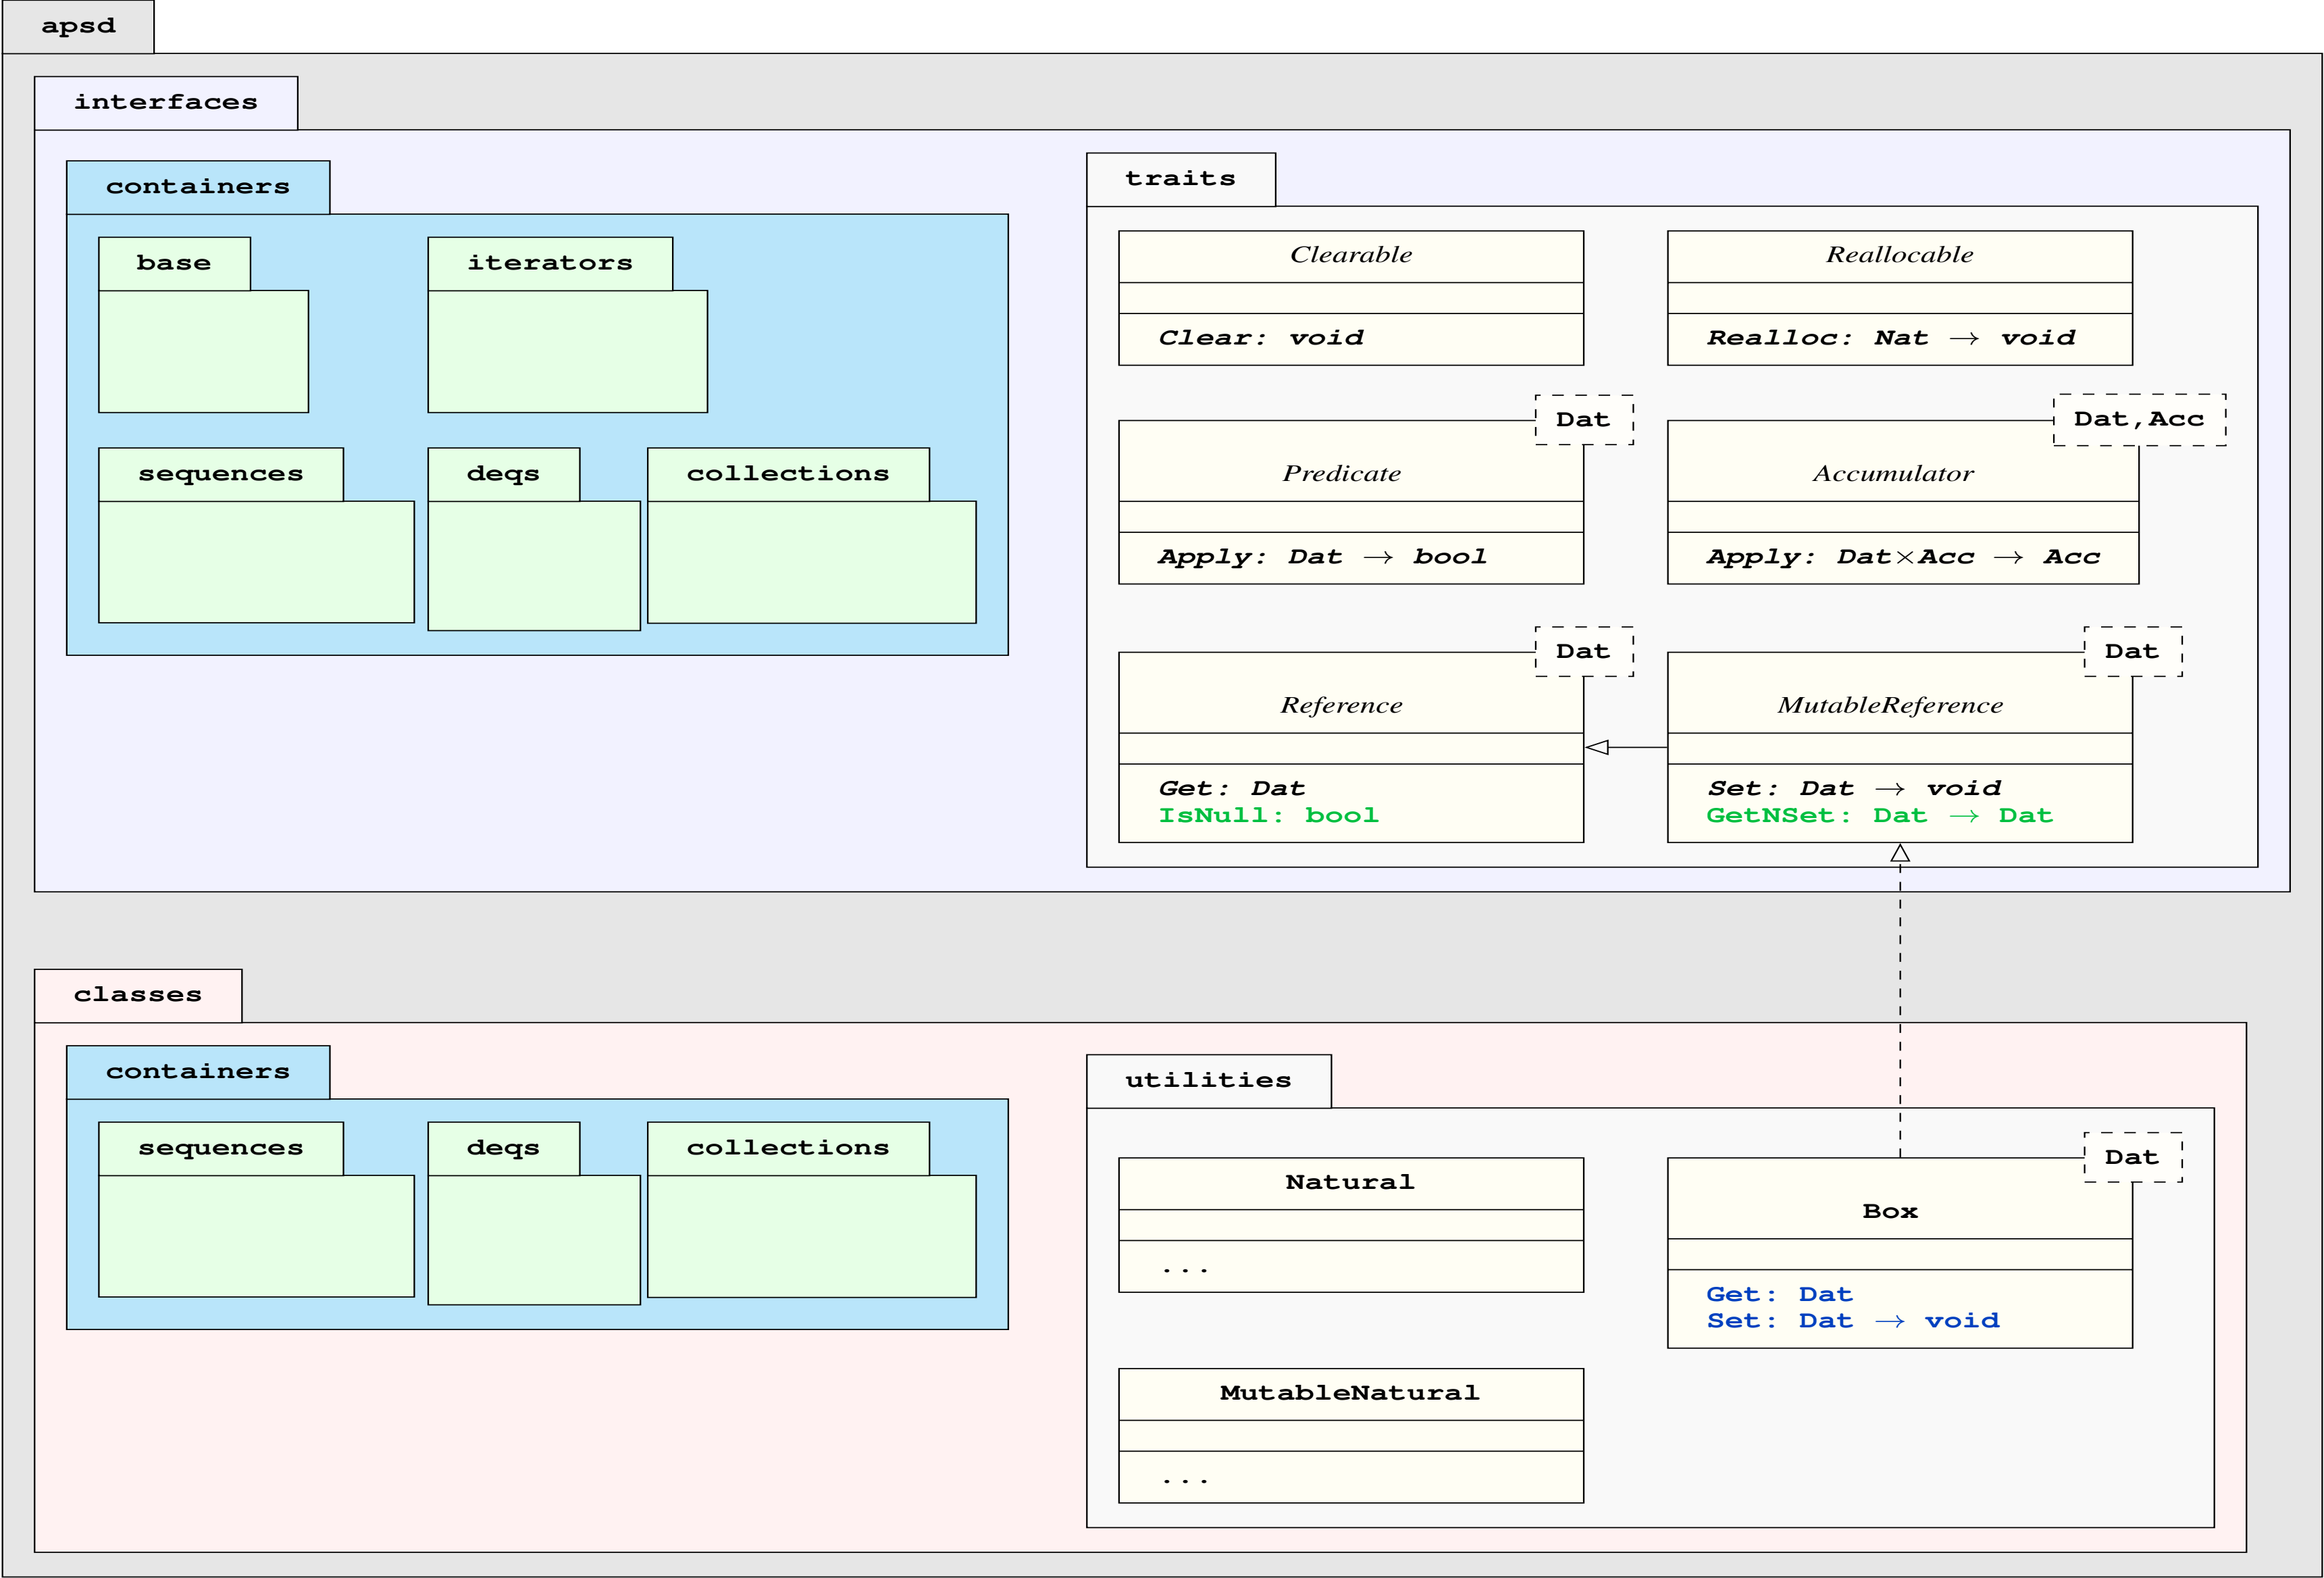 apsd
interfaces
containers
base
iterators
sequences
deqs
collections
traits
Clearable
Clear: void
Reallocable
Realloc: Nat → void
Dat
Predicate
Apply: Dat → bool
Dat,Acc
Accumulator
Apply: Dat×Acc → Acc
Dat
Reference
Get: Dat
IsNull: bool
Dat
MutableReference
Set: Dat → void
GetNSet: Dat → Dat
classes
containers
sequences
deqs
collections
utilities
Natural
...
Dat
Box
Get: Dat
Set: Dat → void
MutableNatural
...